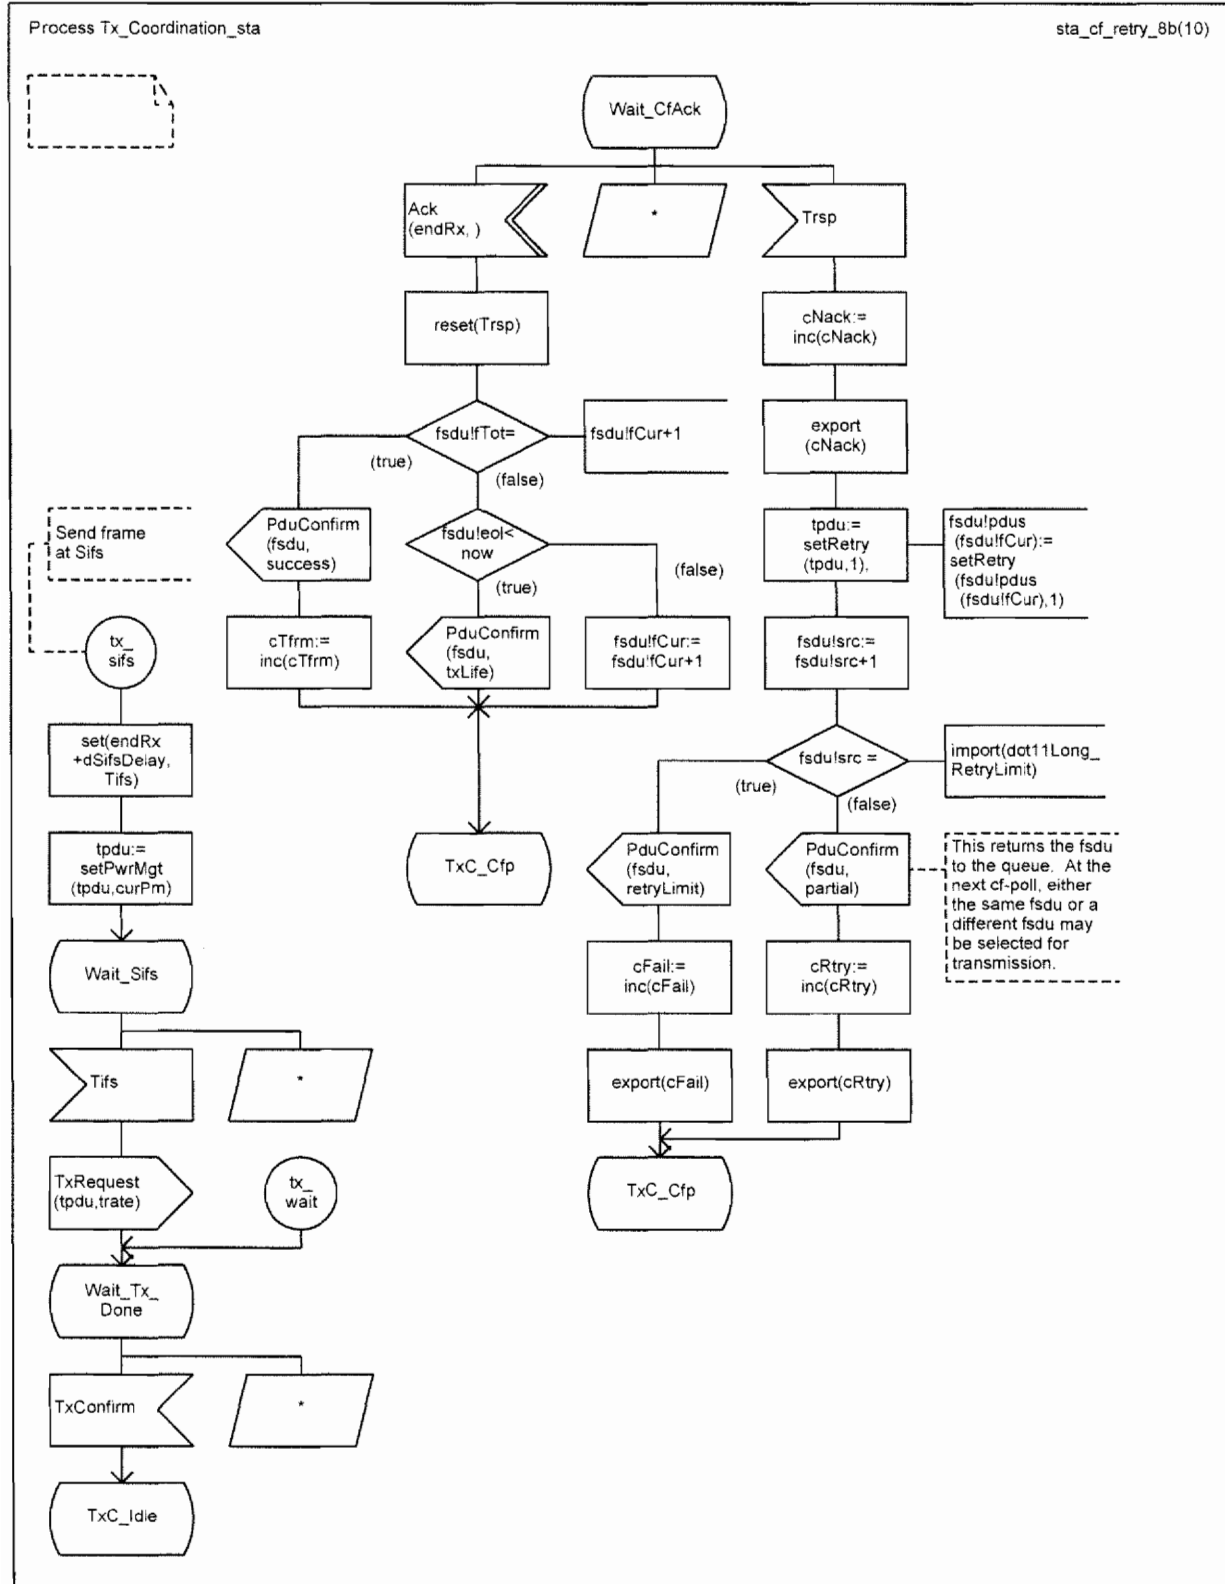 Process Tx_Coordination_sta
sta_cf_retry_8b(10)
Wait_CfAck
Ack
(endRx, )
*
Trsp
reset(Trsp)
cNack:=
inc(cNack)
fsdu!fTot=
fsdu!fCur+1
(true)
(false)
export
(cNack)
Send frame
at Sifs
PduConfirm
(fsdu,
success)
fsdu!eol<
now
(true)
(false)
tpdu:=
setRetry
(tpdu,1),
fsdu!pdus
(fsdu!fCur):=
setRetry
(fsdu!pdus
(fsdu!fCur),1)
tx_
sifs
cTfrm:=
inc(cTfrm)
PduConfirm
(fsdu,
txLife)
fsdu!fCur:=
fsdu!fCur+1
fsdu!src:=
fsdu!src+1
set(endRx
+dSifsDelay,
Tifs)
fsdu!src =
import(dot11Long_
RetryLimit)
(true)
(false)
tpdu:=
setPwrMgt
(tpdu,curPm)
TxC_Cfp
PduConfirm
(fsdu,
retryLimit)
PduConfirm
(fsdu,
partial)
This returns the fsdu
to the queue. At the
next cf-poll, either
the same fsdu or a
different fsdu may
be selected for
transmission.
Wait_Sifs
cFail:=
inc(cFail)
cRtry:=
inc(cRtry)
Tifs
*
export(cFail)
export(cRtry)
TxRequest
(tpdu,trate)
tx_
wait
TxC_Cfp
Wait_Tx_
Done
TxConfirm
*
TxC_Idle